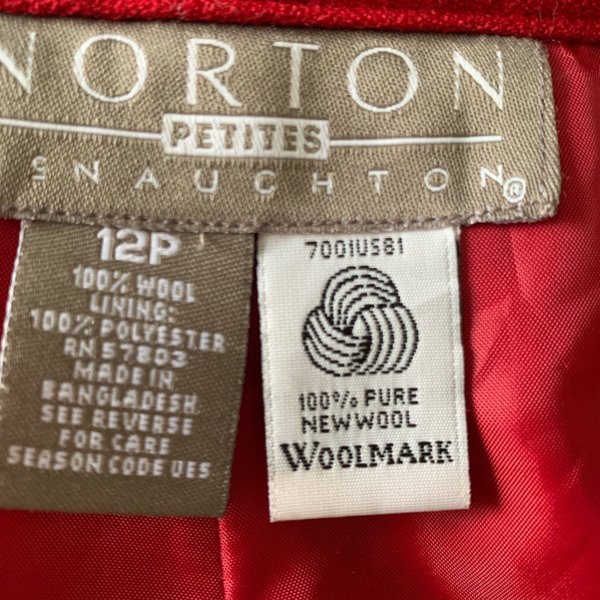 NORTON
PETITES
McNAUGHTON®
12P
100% WOOL
LINING:
100% POLYESTER
RN 57803
MADE IN
BANGLADESH
SEE REVERSE
FOR CARE
SEASON CODE UES
7001US81
100% PURE
NEW WOOL
WOOLMARK